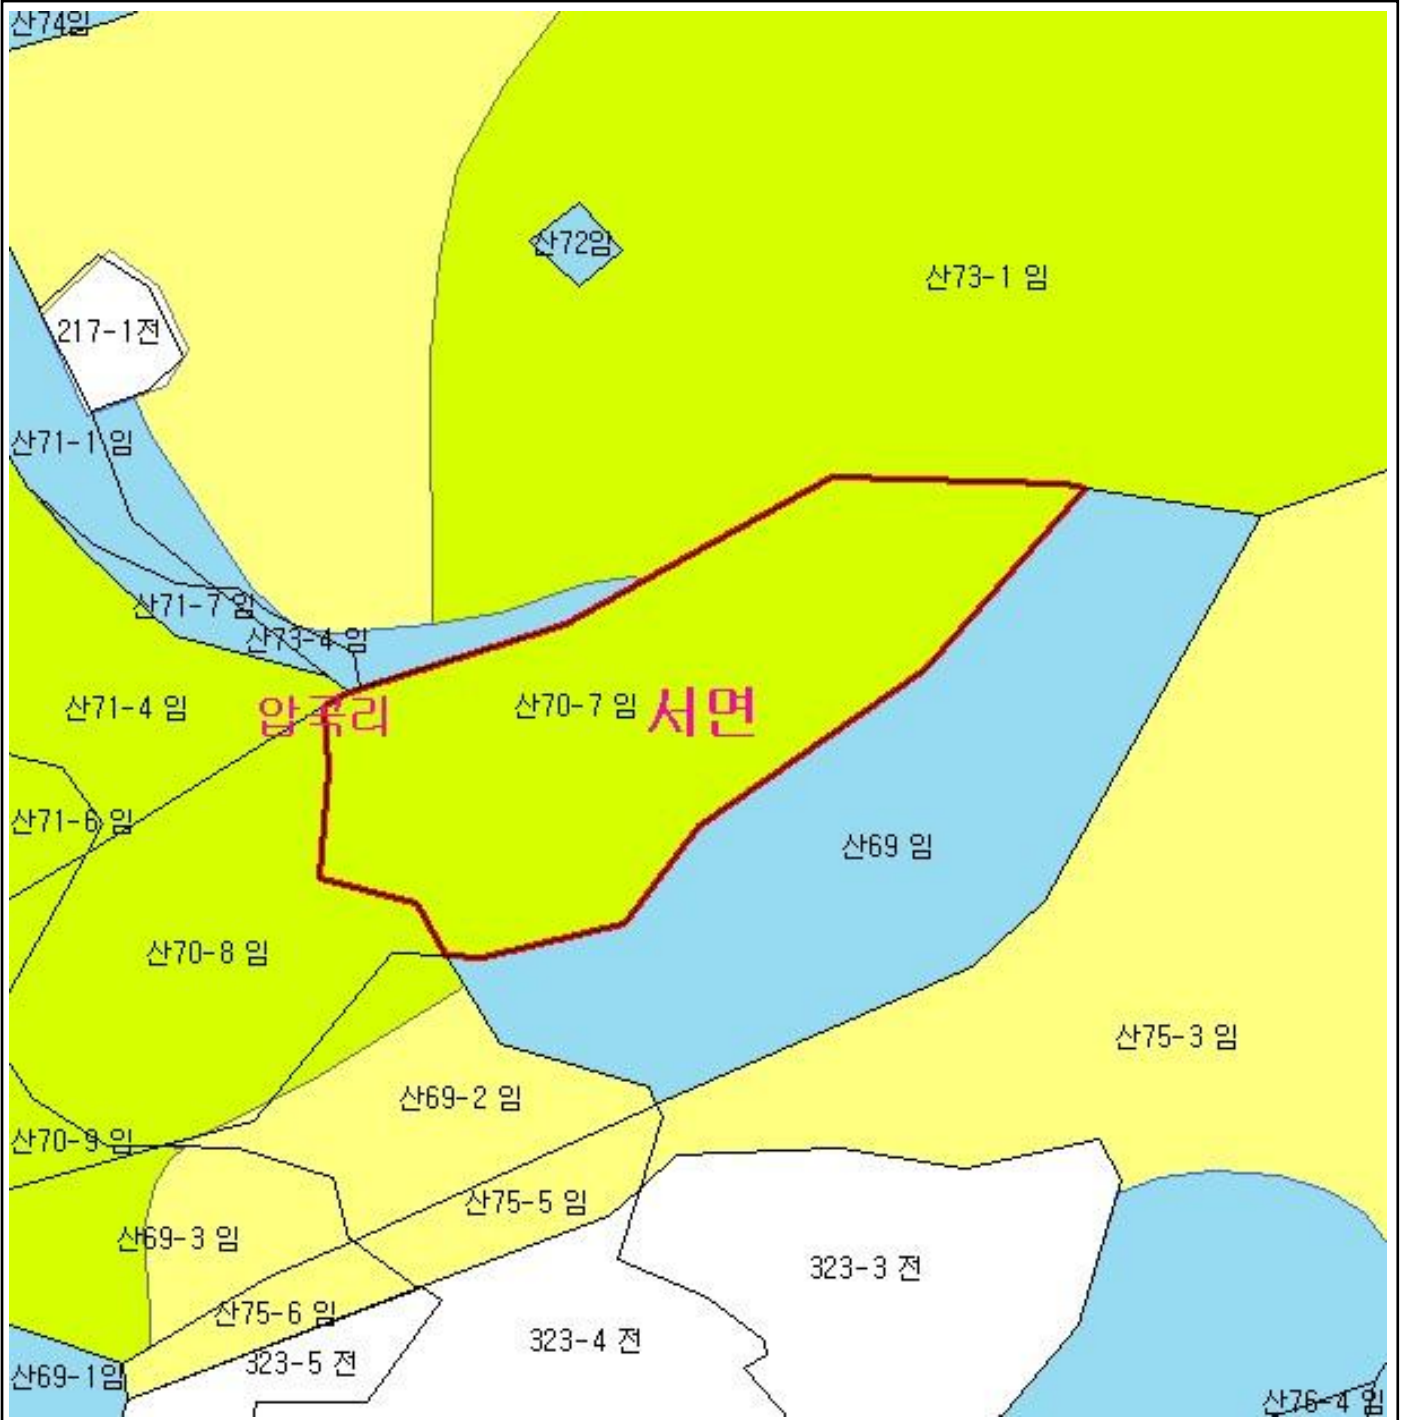 산74임
산72임
산73-1 임
217-1전
산71-1 임
산71-7 임
산73-4 임
산71-4 임
압곡리
산70-7 임
서면
산71-6 임
산69 임
산70-8 임
산75-3 임
산69-2 임
산70-9 임
산75-5 임
산69-3 임
323-3 전
산75-6 임
323-4 전
323-5 전
산69-1임
산76-4 임